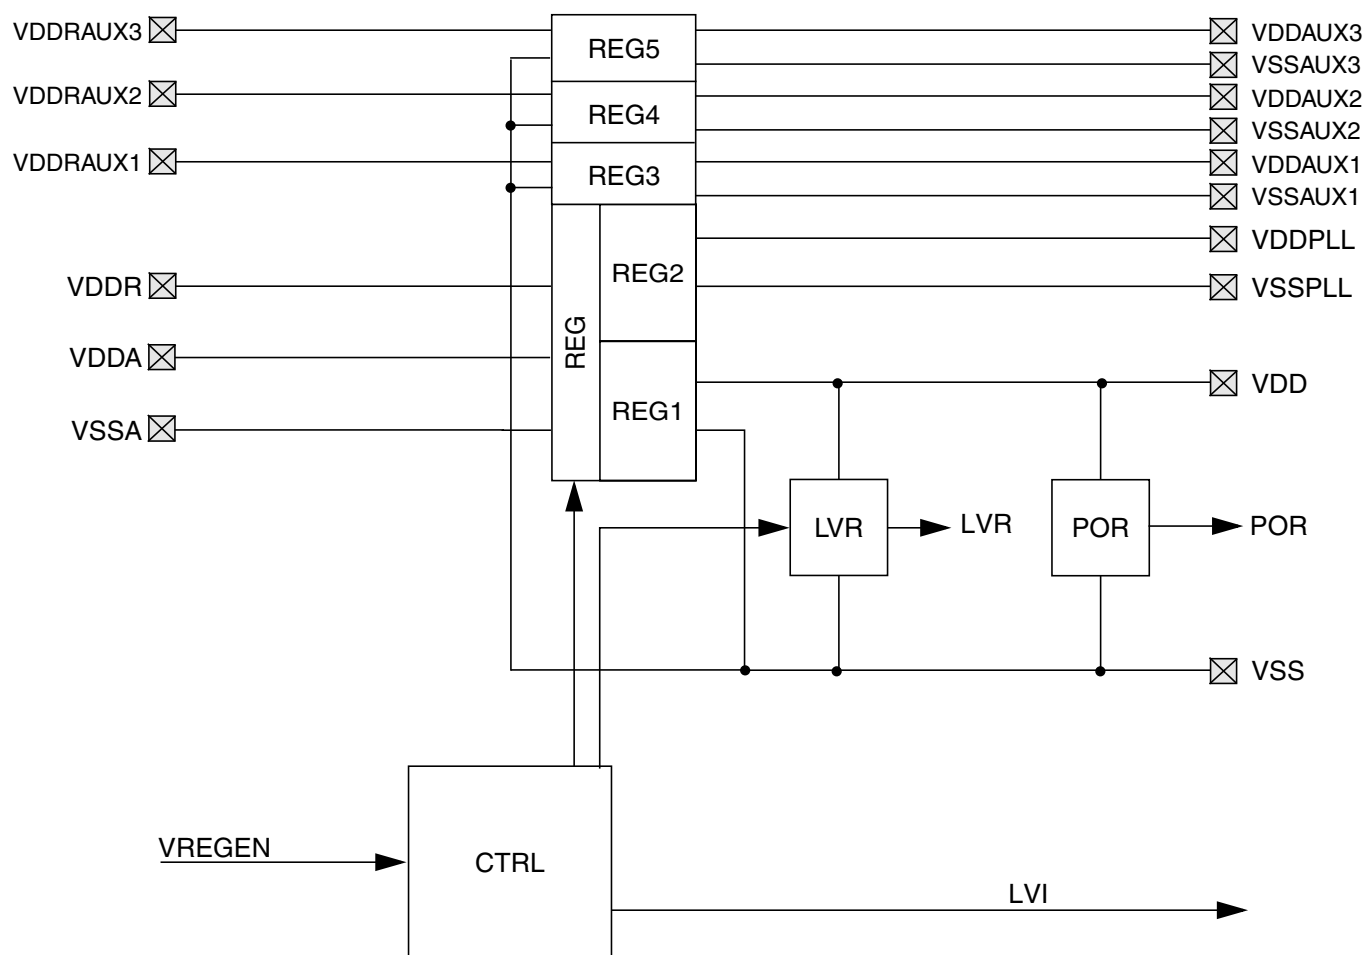 VDDRAUX3
REG5
VDDAUX3
VSSAUX3
VDDRAUX2
REG4
VDDAUX2
VSSAUX2
VDDRAUX1
REG3
VDDAUX1
VSSAUX1
VDDPLL
REG2
VDDR
VSSPLL
REG
VDDA
VDD
REG1
VSSA
LVR
LVR
POR
POR
VSS
VREGEN
CTRL
LVI